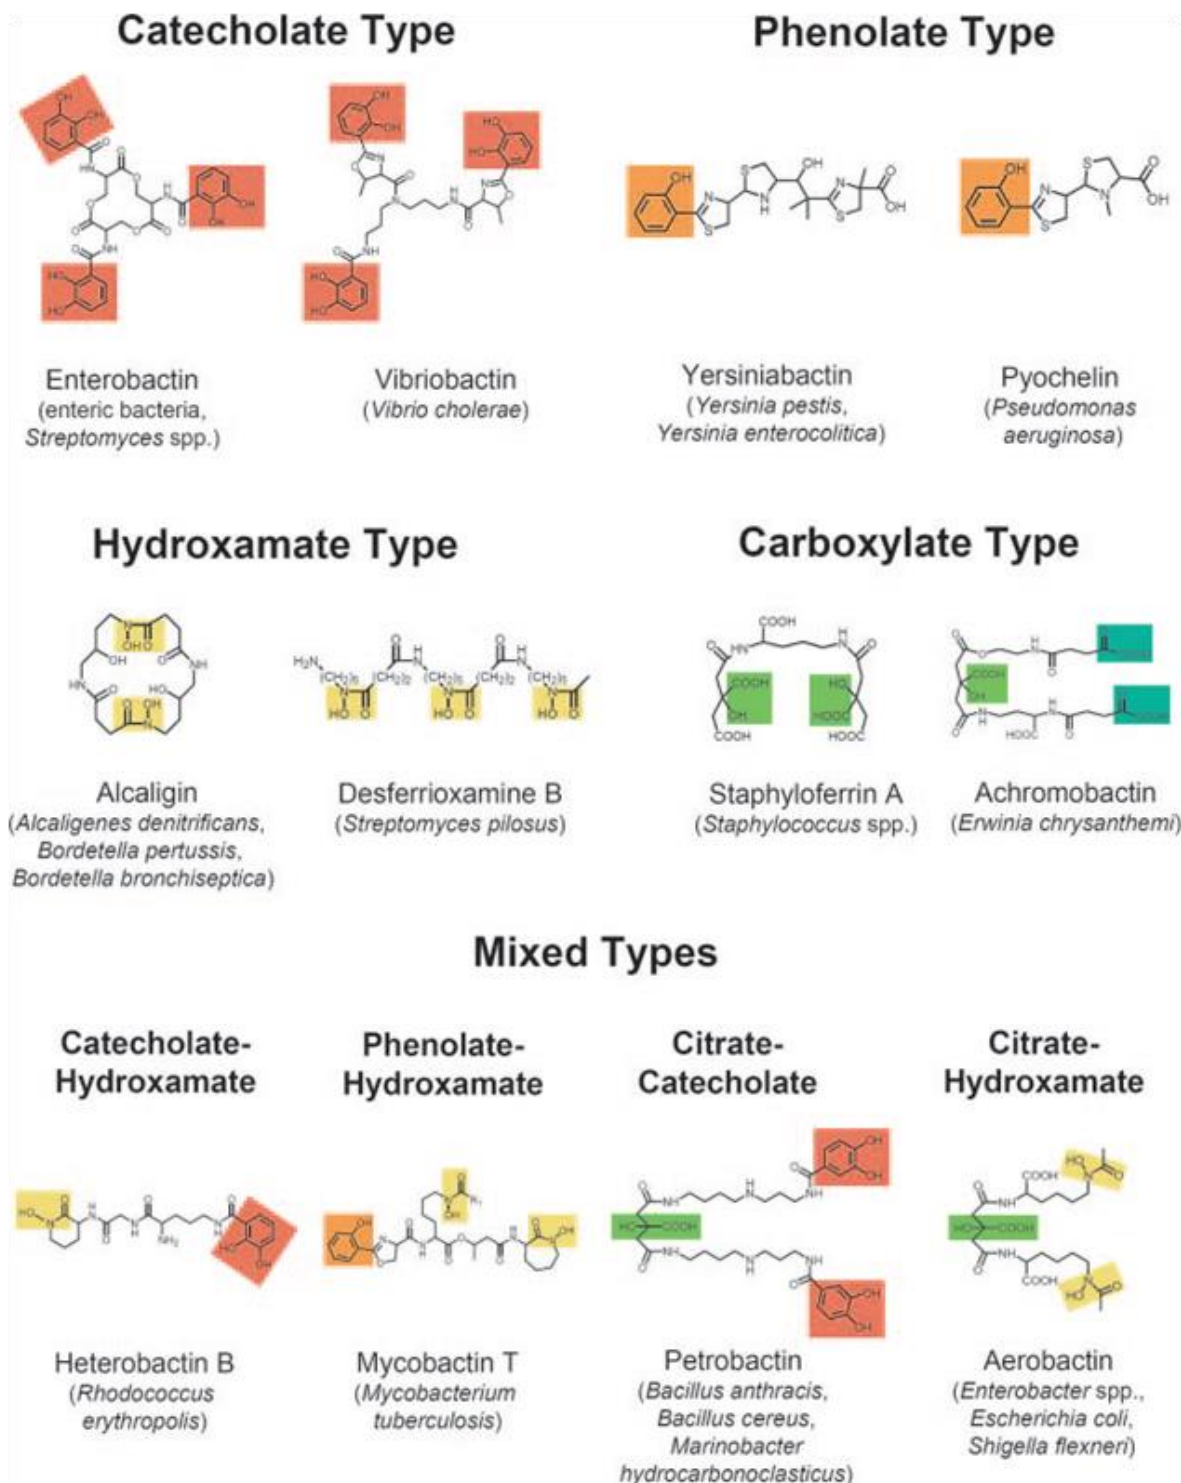 Catecholate Type
Phenolate Type
Enterobactin
(enteric bacteria,
Streptomyces spp.)
Vibriobactin
(Vibrio cholerae)
Yersiniabactin
(Yersinia pestis,
Yersinia enterocolitica)
Pyochelin
(Pseudomonas
aeruginosa)
Hydroxamate Type
Carboxylate Type
Alcaligin
(Alcaligenes denitrificans,
Bordetella pertussis,
Bordetella bronchiseptica)
Desferrioxamine B
(Streptomyces pilosus)
Staphyloferrin A
(Staphylococcus spp.)
Achromobactin
(Erwinia chrysanthemi)
Mixed Types
Catecholate-
Hydroxamate
Phenolate-
Hydroxamate
Citrate-
Catecholate
Citrate-
Hydroxamate
Heterobactin B
(Rhodococcus
erythropolis)
Mycobactin T
(Mycobacterium
tuberculosis)
Petrobactin
(Bacillus anthracis,
Bacillus cereus,
Marinobacter
hydrocarbonoclasticus)
Aerobactin
(Enterobacter spp.,
Escherichia coli,
Shigella flexneri)